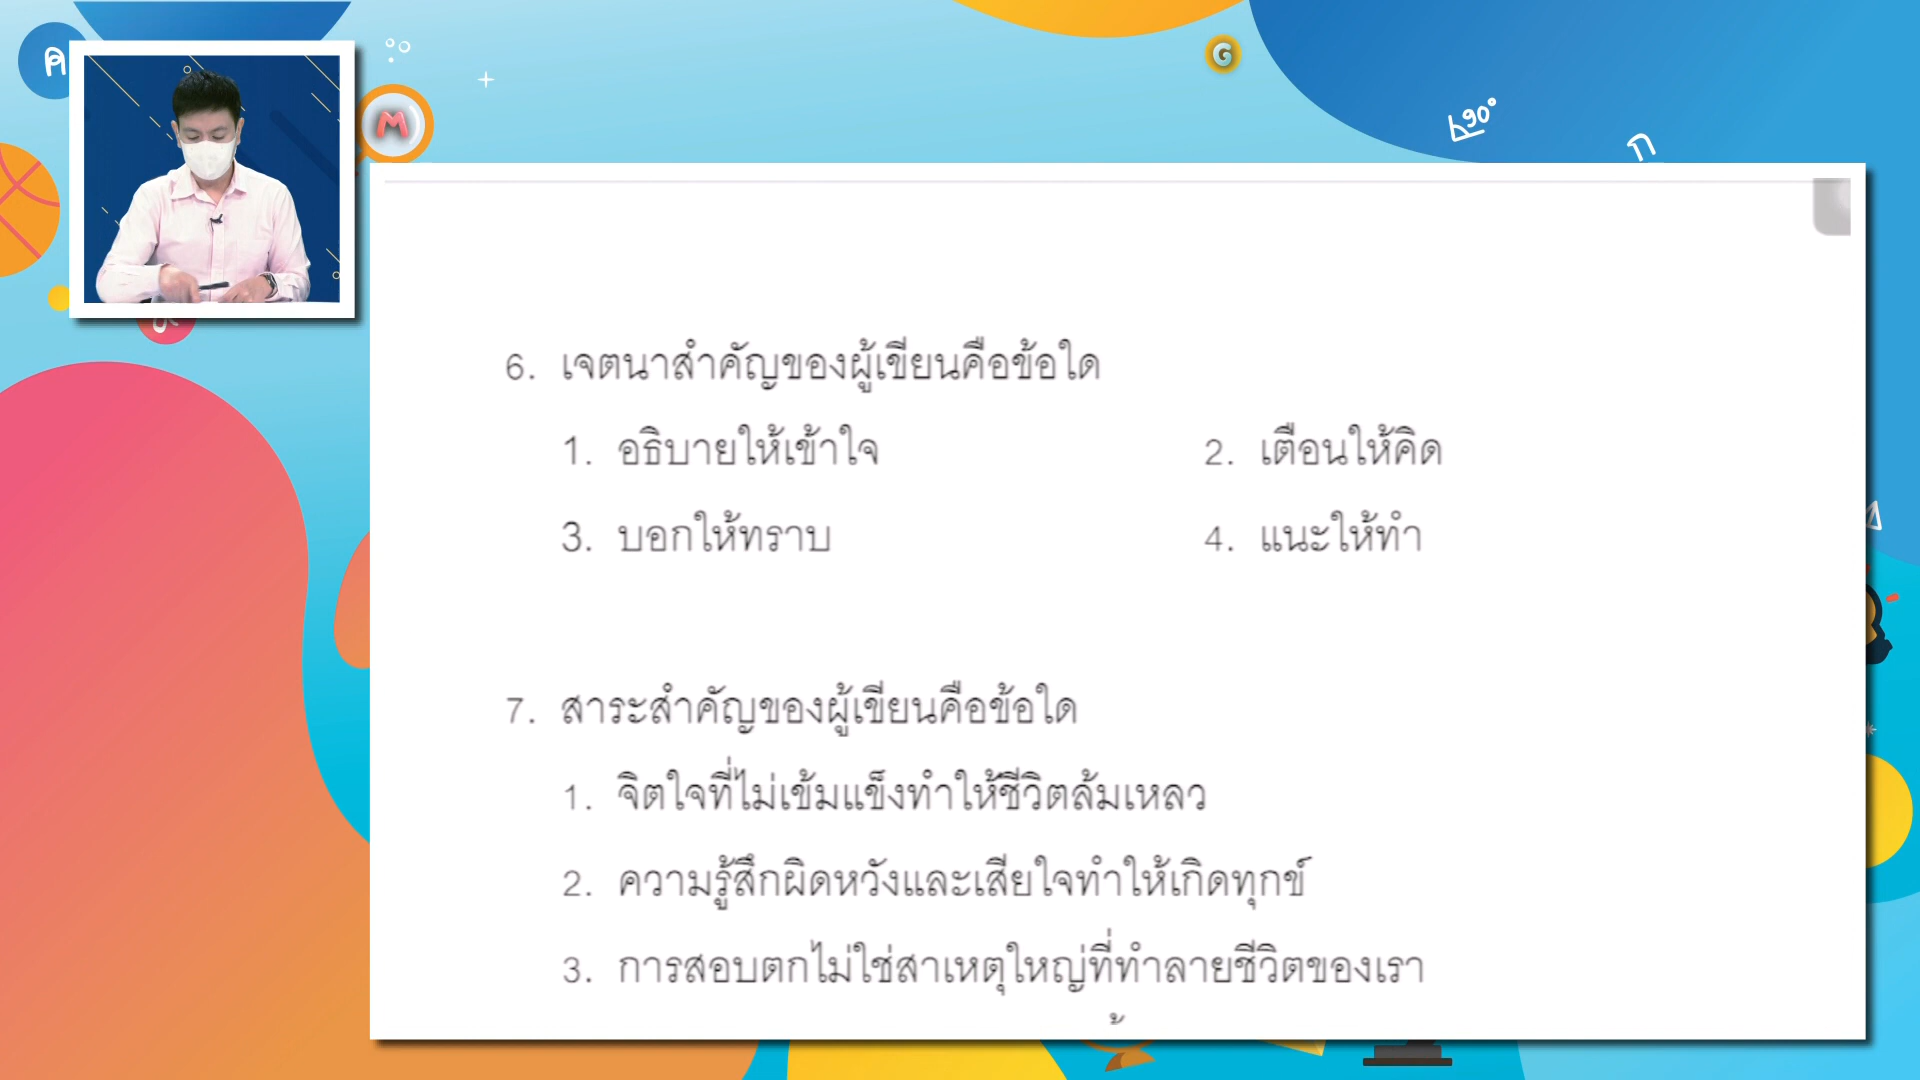 ค
M
G
90°
ก
6. เจตนาสำคัญของผู้เขียนคือข้อใด
1. อธิบายให้เข้าใจ
2. เตือนให้คิด
3. บอกให้ทราบ
4. แนะให้ทำ
7. สาระสำคัญของผู้เขียนคือข้อใด
1. จิตใจที่ไม่เข้มแข็งทำให้ชีวิตล้มเหลว
2. ความรู้สึกผิดหวังและเสียใจทำให้เกิดทุกข์
3. การสอบตกไม่ใช่สาเหตุใหญ่ที่ทำลายชีวิตของเรา